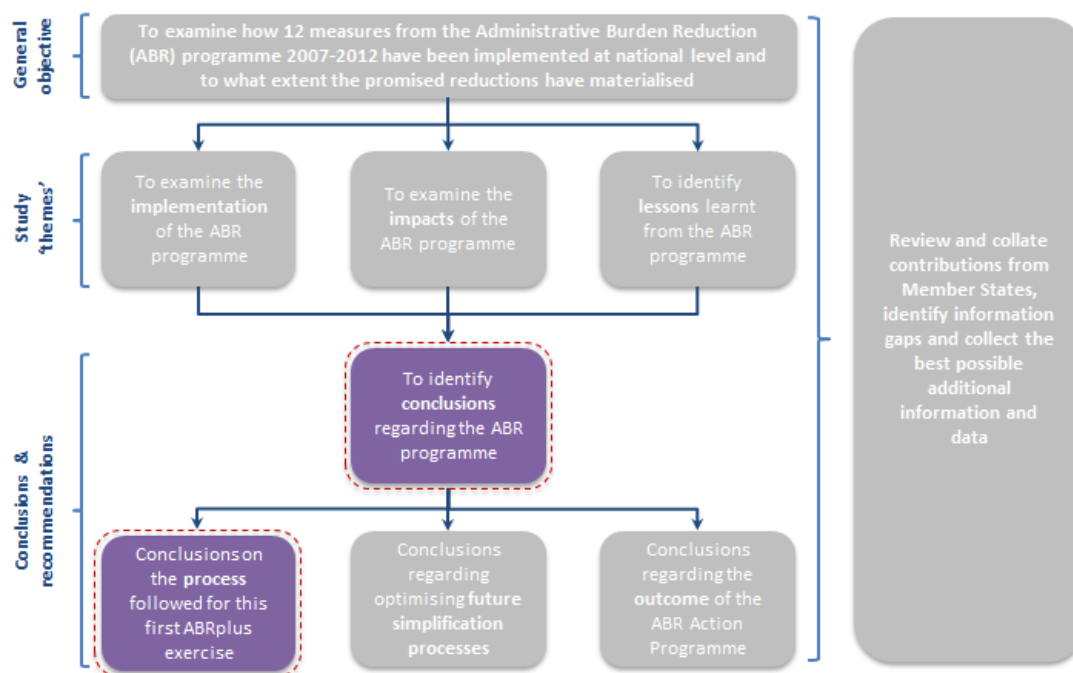 General
objective
To examine how 12 measures from the Administrative Burden Reduction
(ABR) programme 2007-2012 have been implemented at national level and
to what extent the promised reductions have materialised
Study
‘themes’
To examine the
implementation
of the ABR
programme
To examine the
impacts of the
ABR programme
To identify
lessons learnt
from the ABR
programme
Conclusions &
recommendations
To identify
conclusions
regarding the ABR
programme
Conclusions on
the process
followed for this
first ABRplus
exercise
Conclusions
regarding
optimising future
simplification
processes
Conclusions
regarding the
outcome of the
ABR Action
Programme
Review and collate
contributions from
Member States,
identify information
gaps and collect the
best possible
additional
information and
data